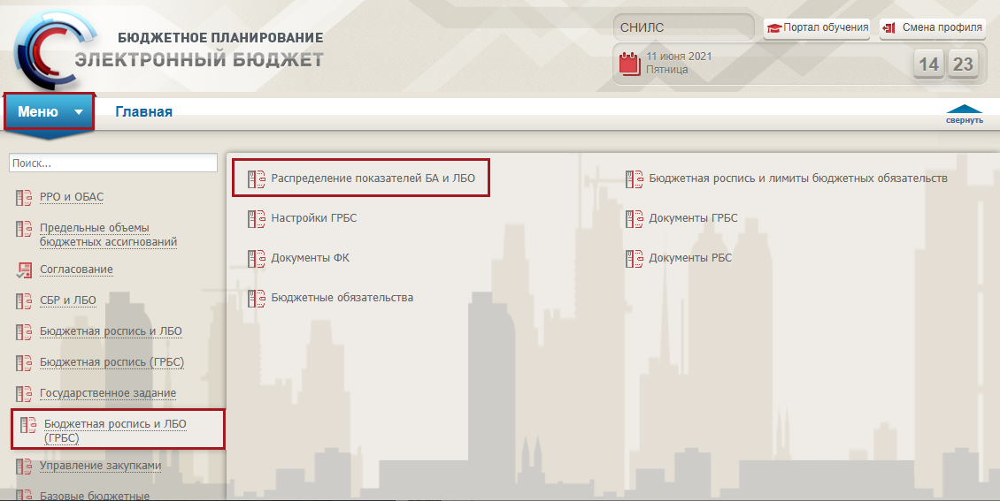 БЮДЖЕТНОЕ ПЛАНИРОВАНИЕ
ЭЛЕКТРОННЫЙ БЮДЖЕТ
СНИЛС
Портал обучения
Смена профиля
11 июня 2021
Пятница
14 23
Меню
Главная
свернуть
Поиск...
РРО и ОБАС
Предельные объемы
бюджетных ассигнований
Согласование
СБР и ЛБО
Бюджетная роспись и ЛБО
Бюджетная роспись (ГРБС)
Государственное задание
Бюджетная роспись и ЛБО
(ГРБС)
Управление закупками
Базовые бюджетные
Распределение показателей БА и ЛБО
Бюджетная роспись и лимиты бюджетных обязательств
Настройки ГРБС
Документы ГРБС
Документы ФК
Документы РБС
Бюджетные обязательства